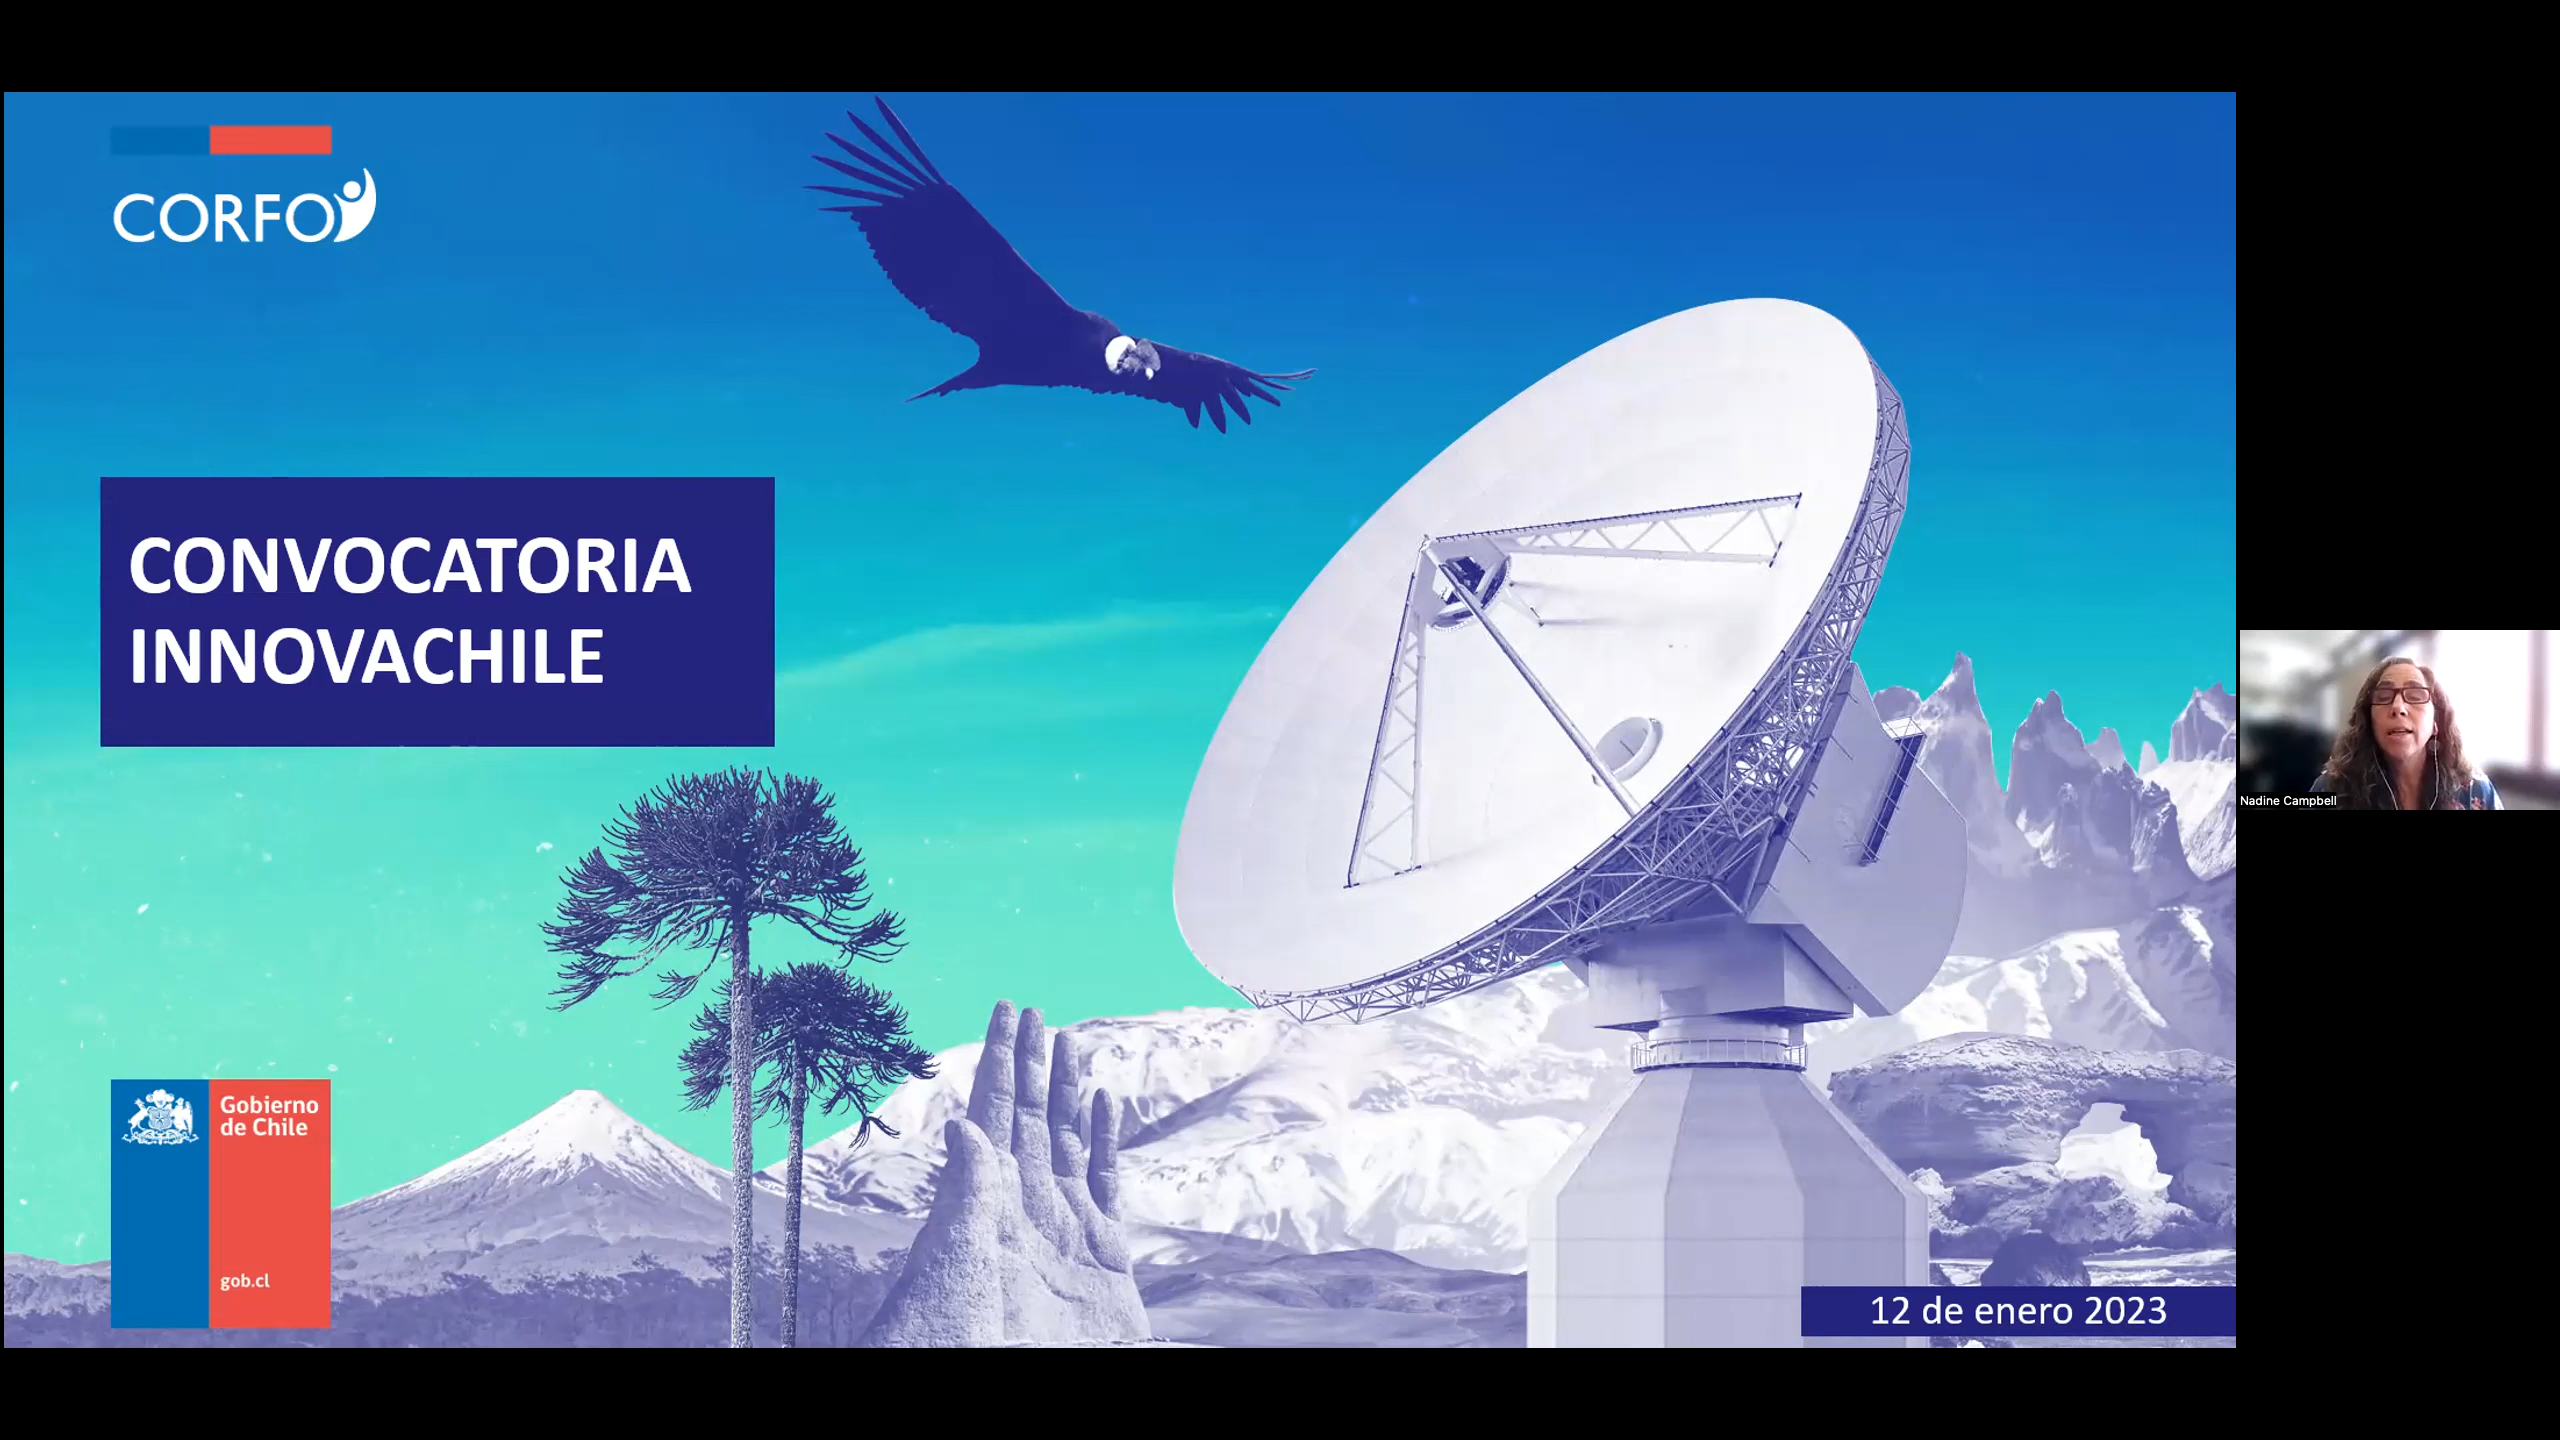 CORFO
CONVOCATORIA
INNOVACHILE
Gobierno
de Chile
gob.cl
12 de enero 2023
Nadine Campbell